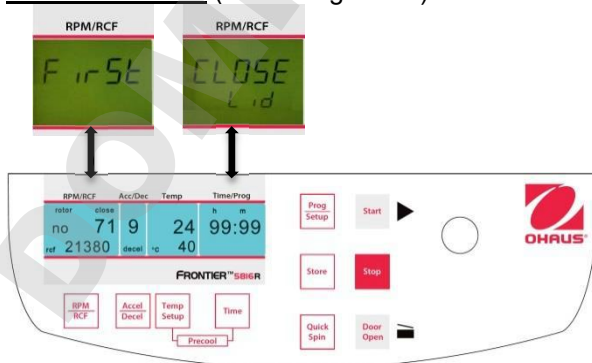 RPM/RCF RPM/RCF
FirSt
CLOSE
Lid
RPM/RCF Acc/Dec Temp Time/Prog
rotor close h m
no 71 9 24 99:99
rcf 21380 decel °C 40
FRONTIER™ 5816R
RPM
RCF
Accel
Decel
Temp
Setup
Time
Precool
Prog
Setup
Start
Store
Stop
Quick
Spin
Door
Open
OHAUS®